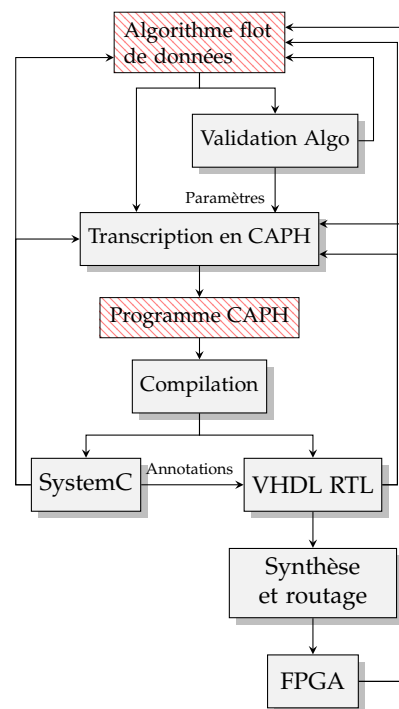 Algorithme flot
de données
Validation Algo
Paramètres
Transcription en CAPH
Programme CAPH
Compilation
SystemC
Annotations
VHDL RTL
Synthèse
et routage
FPGA